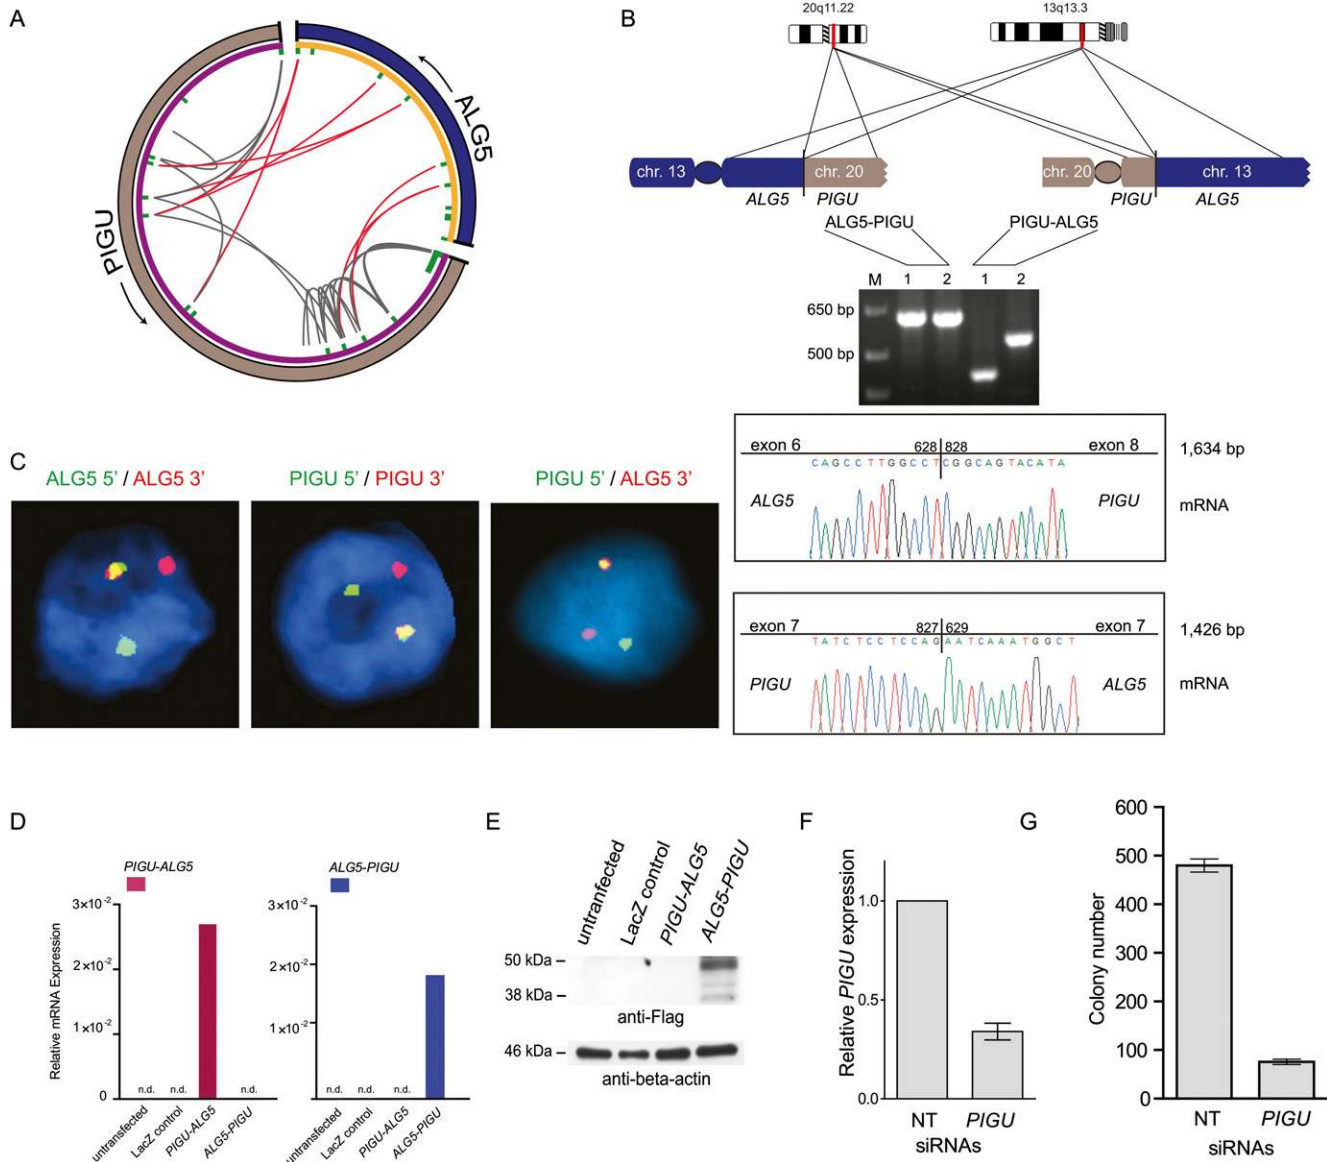 A
ALG5
PIGU
B
20q11.22
13q13.3
chr. 13
chr. 20
chr. 20
chr. 13
ALG5
PIGU
PIGU
ALG5
ALG5-PIGU
PIGU-ALG5
M 1 2 1 2
650 bp
500 bp
exon 6
628 828
exon 8
CAGCCTTGGCCTCGGCAGTACATA
ALG5
PIGU
1,634 bp
mRNA
exon 7
827 629
exon 7
TATCTCCTCCAGAATCAAATGGCT
PIGU
ALG5
1,426 bp
mRNA
C
ALG5 5’ / ALG5 3’
PIGU 5’ / PIGU 3’
PIGU 5’ / ALG5 3’
D
PIGU-ALG5
Relative mRNA Expression
3×10⁻²
2×10⁻²
1×10⁻²
0
n.d.
n.d.
n.d.
untransfected
LacZ control
PIGU-ALG5
ALG5-PIGU
ALG5-PIGU
3×10⁻²
2×10⁻²
1×10⁻²
n.d.
n.d.
n.d.
untransfected
LacZ control
PIGU-ALG5
ALG5-PIGU
E
untransfected
LacZ control
PIGU-ALG5
ALG5-PIGU
50 kDa
38 kDa
anti-Flag
46 kDa
anti-beta-actin
F
Relative PIGU expression
1.0
0.5
0.0
NT
PIGU
siRNAs
G
Colony number
600
500
400
300
200
100
0
NT
PIGU
siRNAs